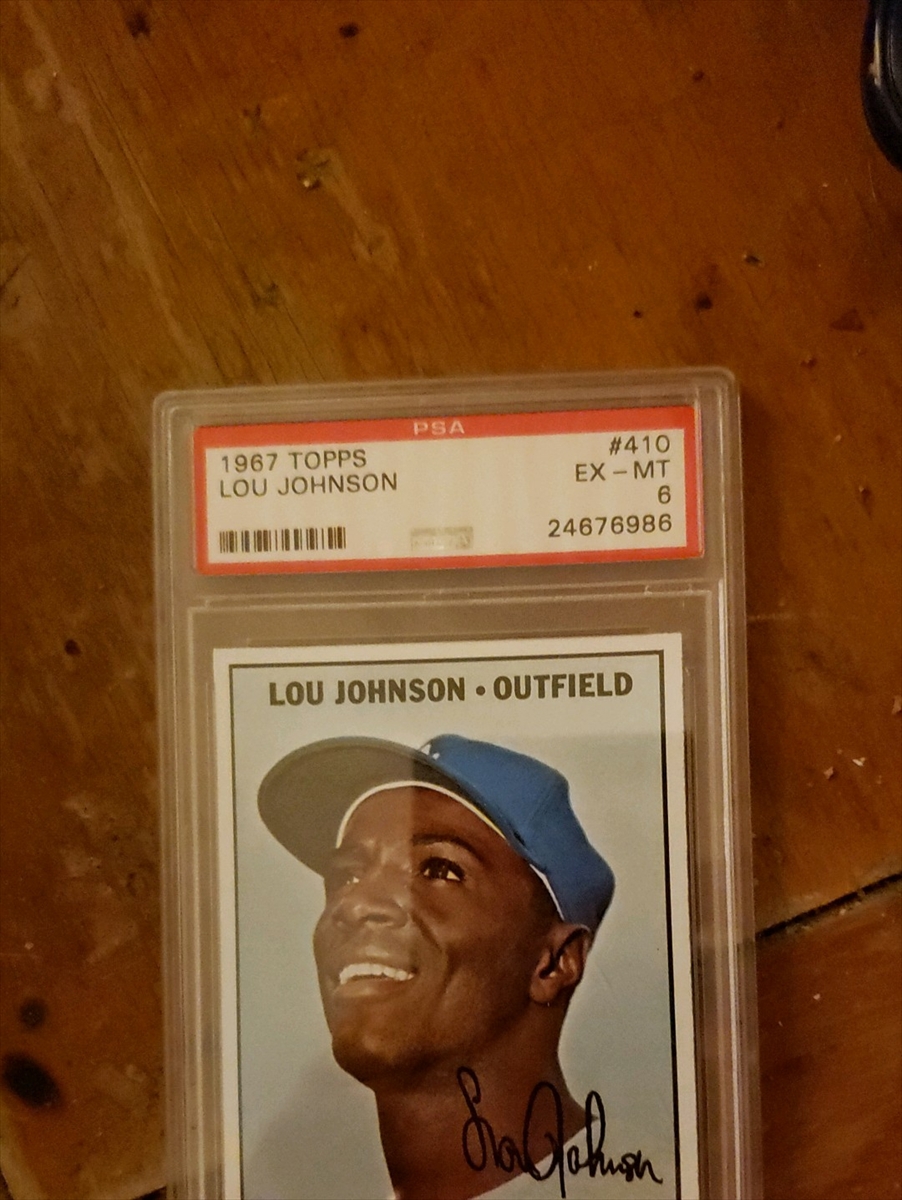 PSA
1967 TOPPS #410
LOU JOHNSON EX-MT
6
24676986
LOU JOHNSON • OUTFIELD
Lou Johnson